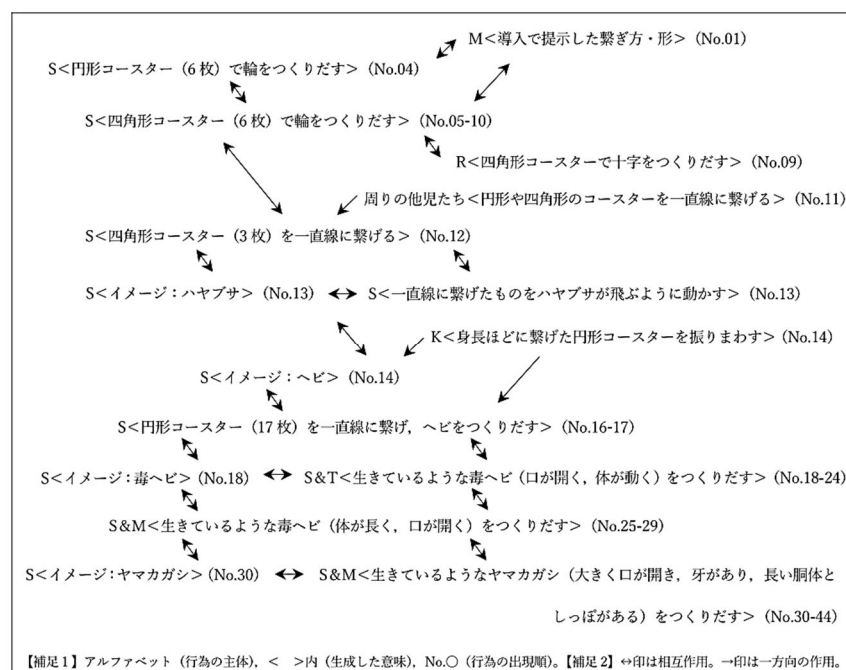 M＜導入で提示した繋ぎ方・形＞（No.01）
S＜円形コースター（6枚）で輪をつくりだす＞（No.04）
S＜四角形コースター（6枚）で輪をつくりだす＞（No.05-10）
R＜四角形コースターで十字をつくりだす＞（No.09）
周りの他児たち＜円形や四角形のコースターを一直線に繋げる＞（No.11）
S＜四角形コースター（3枚）を一直線に繋げる＞（No.12）
S＜イメージ：ハヤブサ＞（No.13） ↔ S＜一直線に繋げたものをハヤブサが飛ぶように動かす＞（No.13）
K＜身長ほどに繋げた円形コースターを振りまわす＞（No.14）
S＜イメージ：ヘビ＞（No.14）
S＜円形コースター（17枚）を一直線に繋げ，ヘビをつくりだす＞（No.16-17）
S＜イメージ：毒ヘビ＞（No.18） ↔ S&T＜生きているような毒ヘビ（口が開く，体が動く）をつくりだす＞（No.18-24）
S&M＜生きているような毒ヘビ（体が長く，口が開く）をつくりだす＞（No.25-29）
S＜イメージ：ヤマカガシ＞（No.30） ↔ S&M＜生きているようなヤマカガシ（大きく口が開き，牙があり，長い胴体と
しっぽがある）をつくりだす＞（No.30-44）
【補足1】アルファベット（行為の主体），＜　＞内（生成した意味），No.○（行為の出現順）。【補足2】↔印は相互作用。→印は一方向の作用。